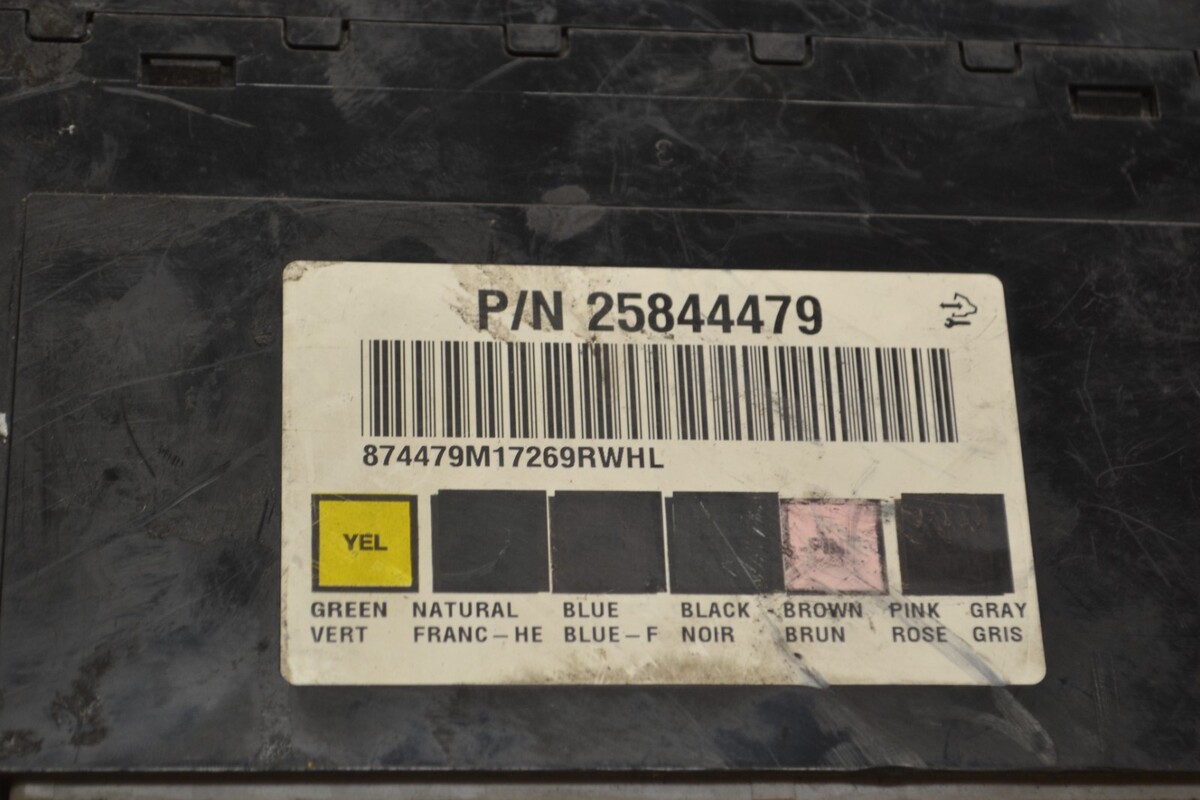 P/N 25844479
874479M17269RWHL
YEL
GREEN NATURAL BLUE BLACK BROWN PINK GRAY
VERT FRANC-HE BLUE-F NOIR BRUN ROSE GRIS